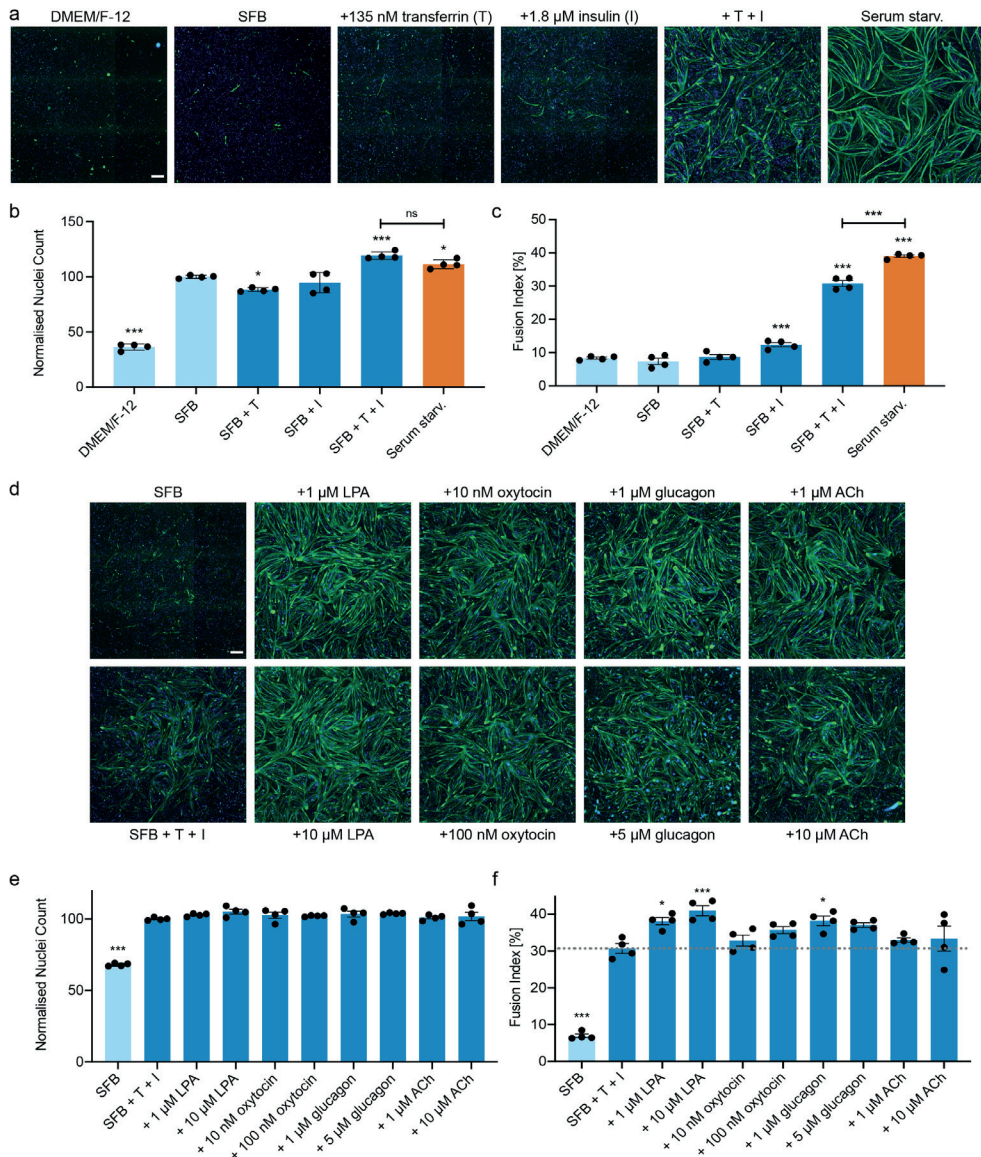 a
DMEM/F-12
SFB
+135 nM transferrin (T)
+1.8 µM insulin (I)
+ T + I
Serum starv.
b
Normalised Nuclei Count
150
100
50
0
***
*
***
ns
*
DMEM/F-12
SFB
SFB + T
SFB + I
SFB + T + I
Serum starv.
c
Fusion Index [%]
50
40
30
20
10
0
***
***
***
***
DMEM/F-12
SFB
SFB + T
SFB + I
SFB + T + I
Serum starv.
d
SFB
+1 µM LPA
+10 nM oxytocin
+1 µM glucagon
+1 µM ACh
SFB + T + I
+10 µM LPA
+100 nM oxytocin
+5 µM glucagon
+10 µM ACh
e
Normalised Nuclei Count
100
50
0
***
SFB
SFB + T + I
+ 1 µM LPA
+ 10 µM LPA
+ 10 nM oxytocin
+ 100 nM oxytocin
+ 1 µM glucagon
+ 5 µM glucagon
+ 1 µM ACh
+ 10 µM ACh
f
Fusion Index [%]
40
30
20
10
0
***
*
***
*
SFB
SFB + T + I
+ 1 µM LPA
+ 10 µM LPA
+ 10 nM oxytocin
+ 100 nM oxytocin
+ 1 µM glucagon
+ 5 µM glucagon
+ 1 µM ACh
+ 10 µM ACh